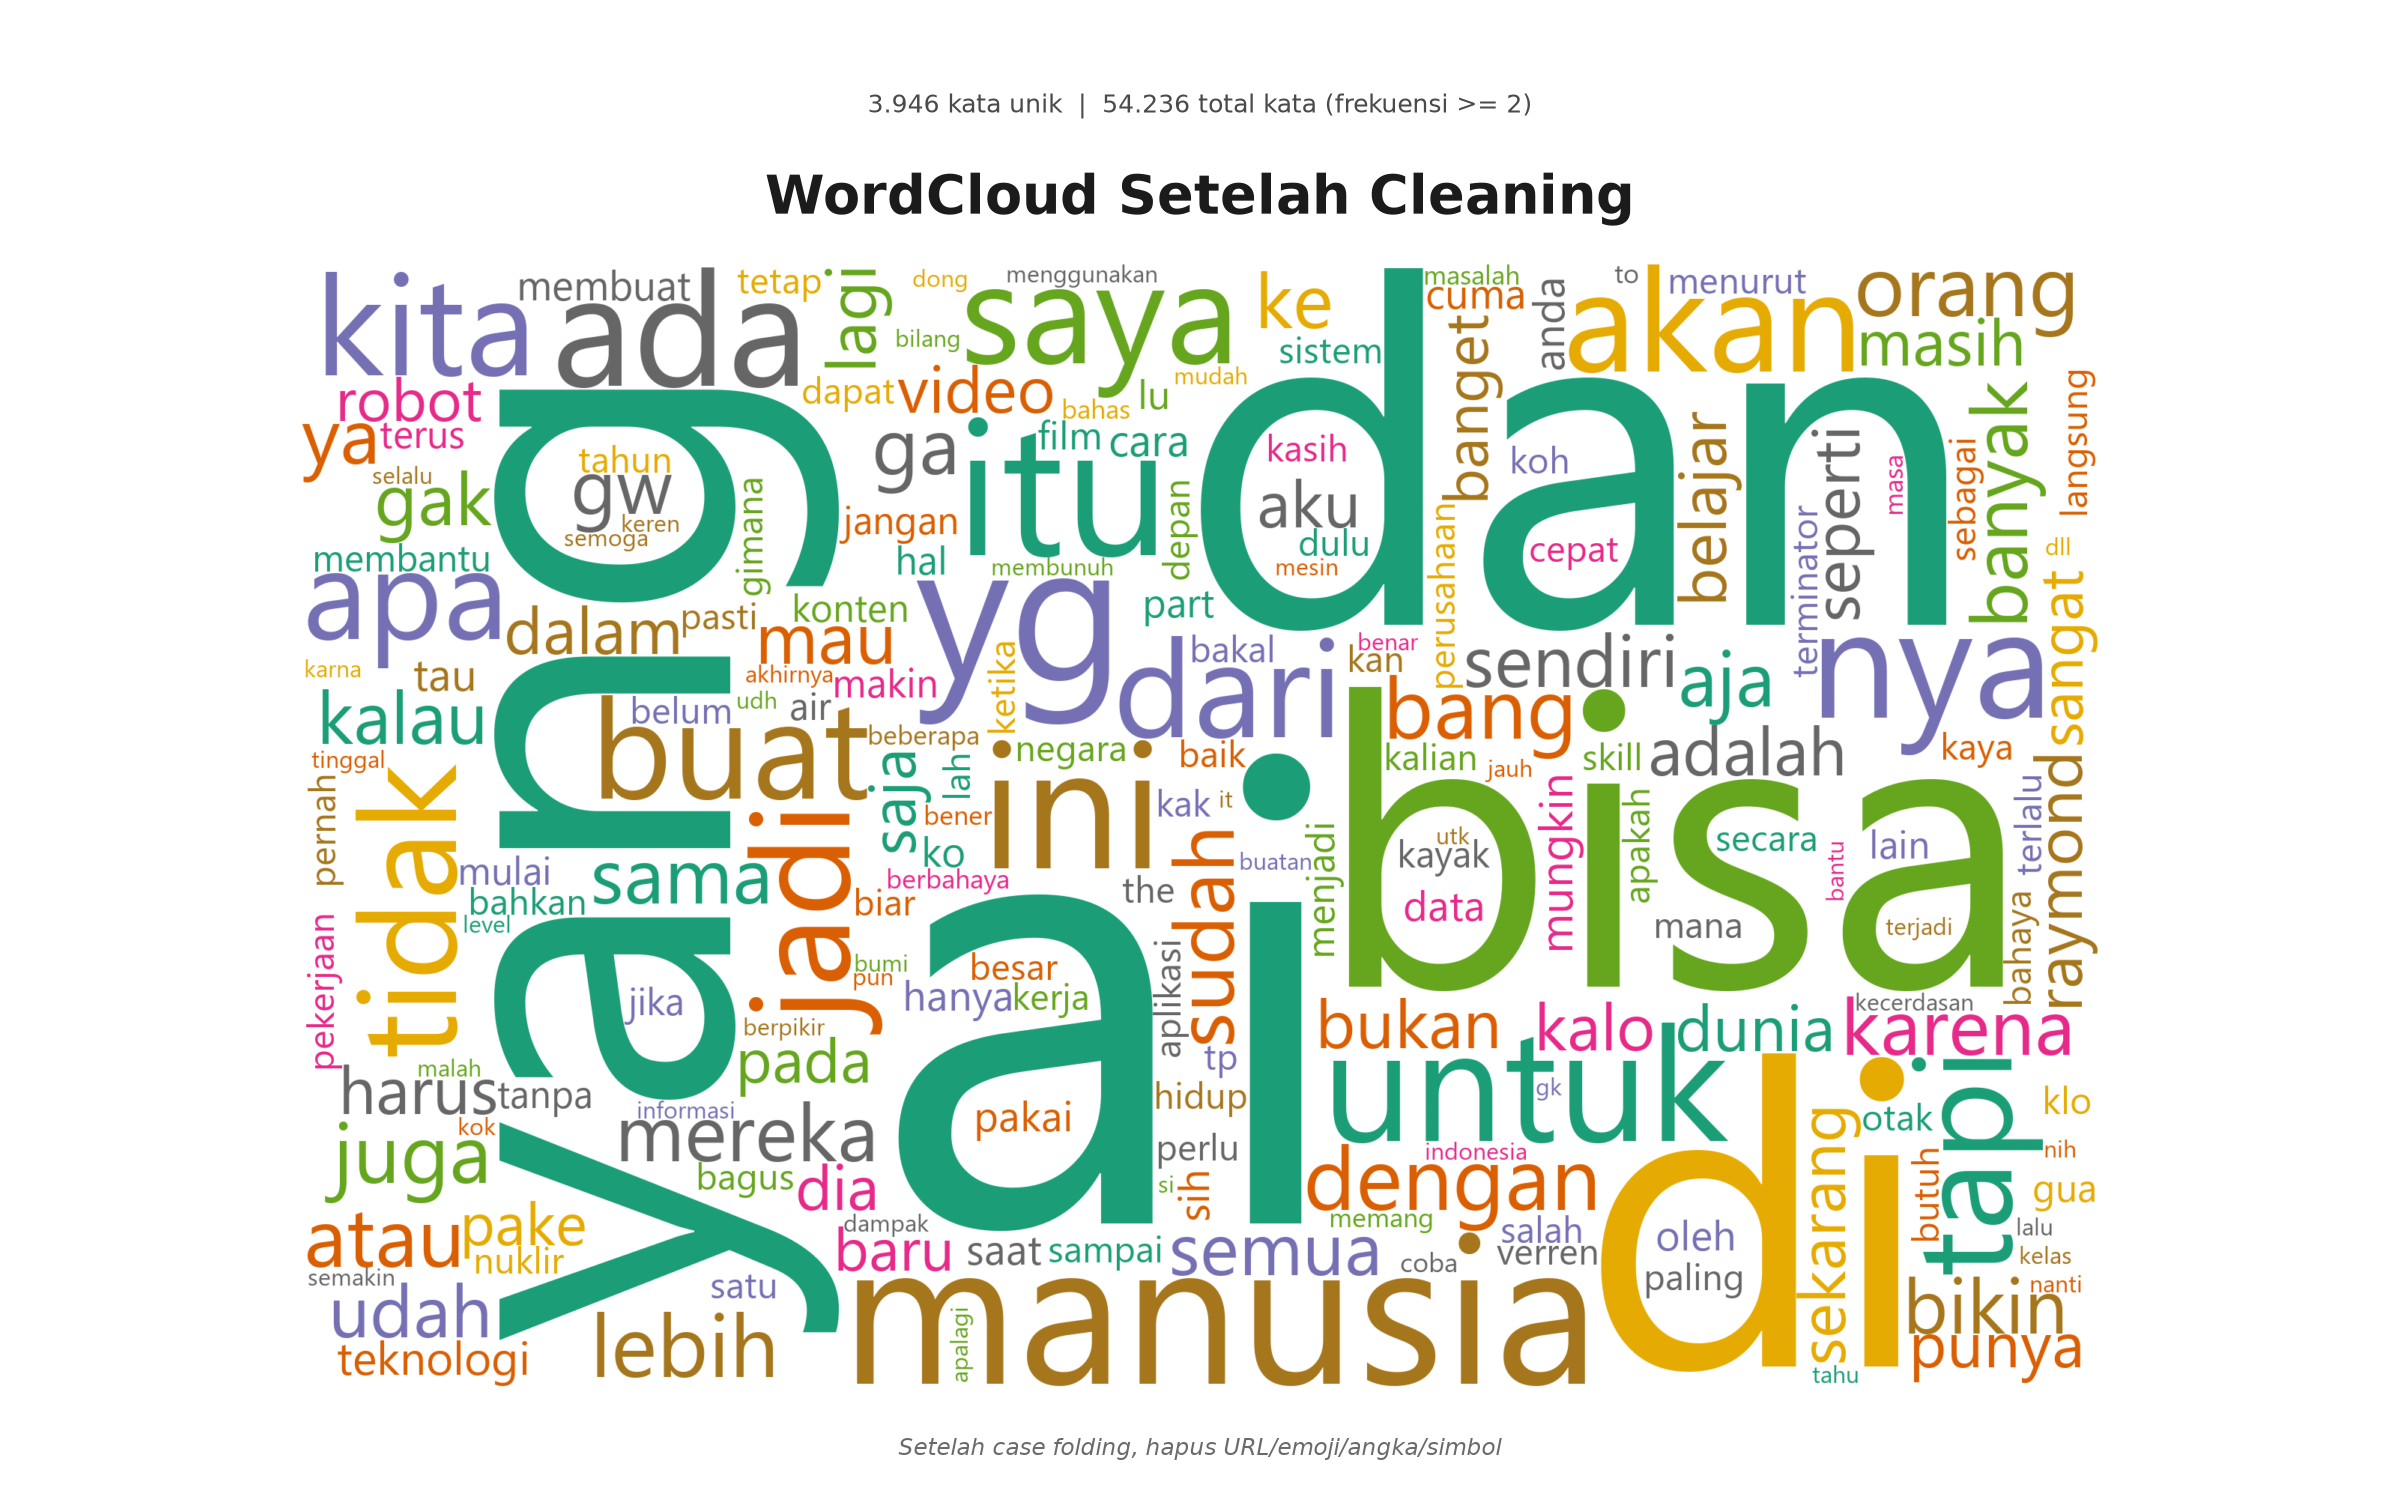 3.946 kata unik | 54.236 total kata (frekuensi >= 2)
WordCloud Setelah Cleaning
kita
membuat
ada
tetap
lagi
dong
menggunakan
saya
bilang
ke
sistem
masalah
cuma
anda
to
menurut
akan
orang
masih
robot
ya
terus
selalu
gak
dapat
video
mudah
bahas
lu
ga
itu
film
cara
dan
kasih
aku
dulu
mesin
banget
koh
cepat
belajar
seperti
masa
terminator
sebagai
banyak
langsung
dll
tahun
gw
keren
semoga
gimana
jangan
hal
membunuh
depan
perusahaan
membantu
apa
dalam
pasti
konten
mau
yg
part
dari
bakal
benar
kan
sendiri
aja
nya
sangat
karna
tau
kalau
yang
akhirnya
makin
udh
air
belum
buat
beberapa
ketika
negara
baik
bang
kalian
jauh
skill
adalah
kaya
raymond
tinggal
pernah
tidak
saja
lah
bener
ini
kak
it
ko
berbahaya
the
buatan
sudah
menjadi
bisa
utk
kayak
data
mungkin
apakah
secara
mana
bantu
lain
terjadi
terlalu
bahaya
mulai
bahkan
level
sama
jadi
biar
bumi
pun
ai
besar
hanya
kerja
aplikasi
pekerjaan
jika
berpikir
pada
malah
harus
tanpa
informasi
kok
mereka
juga
bagus
dia
pakai
tp
hidup
perlu
si
sih
bukan
untuk
gk
kalo
dunia
kecerdasan
karena
otak
tapi
klo
nih
gua
butuh
lalu
kelas
nanti
indonesia
dengan
memang
salah
verren
di
oleh
paling
sekarang
bikin
punya
tahu
atau
pake
nuklir
semakin
udah
teknologi
satu
lebih
dampak
baru
saat
sampai
semua
coba
manusia
apalagi
Setelah case folding, hapus URL/emoji/angka/simbol